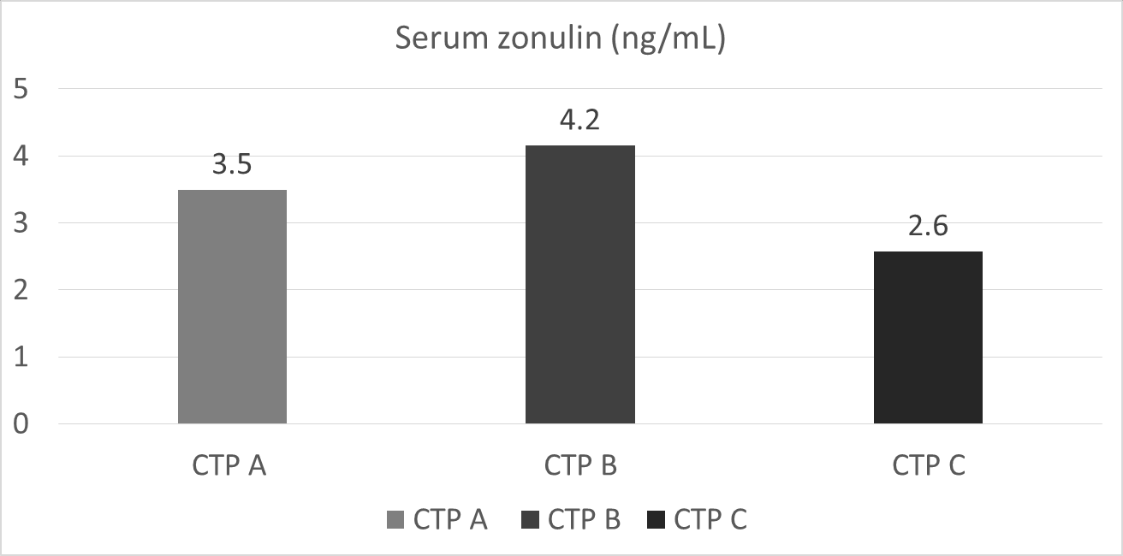 Serum zonulin (ng/mL)
5
4
3
2
1
0
3.5
4.2
2.6
CTP A
CTP B
CTP C
CTP A CTP B CTP C